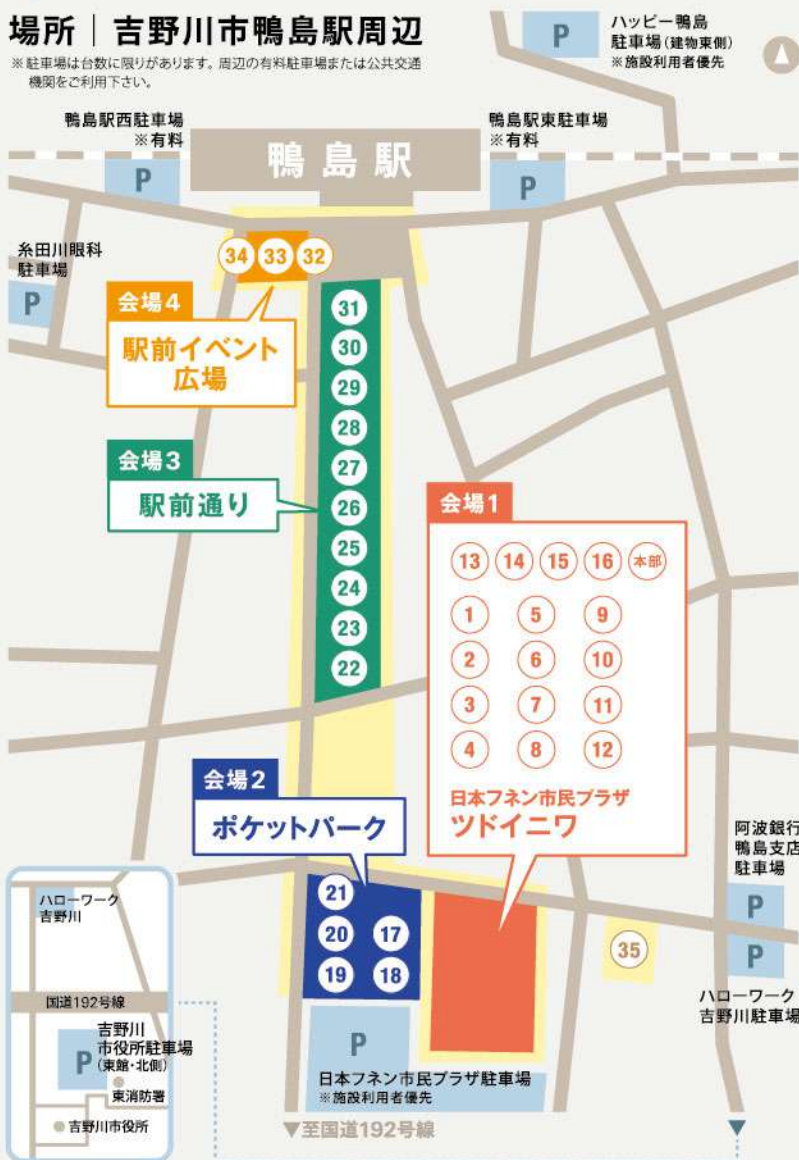 場所｜吉野川市鴨島駅周辺
※駐車場は台数に限りがあります。周辺の有料駐車場または公共交通
機関をご利用下さい。
P
ハッピー鴨島
駐車場(建物東側)
※施設利用者優先
鴨島駅西駐車場
※有料
P
鴨島駅
鴨島駅東駐車場
※有料
P
糸田川眼科
駐車場
P
34 33 32
会場4
駅前イベント
広場
31
30
29
28
27
26
25
24
23
22
会場3
駅前通り
会場1
13 14 15 16 本部
1 5 9
2 6 10
3 7 11
4 8 12
日本フネン市民プラザ
ツドイニワ
会場2
ポケットパーク
21
20 17
19 18
35
阿波銀行
鴨島支店
駐車場
P
P
ハローワーク
吉野川駐車場
P
日本フネン市民プラザ駐車場
※施設利用者優先
▼至国道192号線
ハローワーク
吉野川
国道192号線
吉野川
市役所駐車場
(東館・北側)
P
東消防署
吉野川市役所